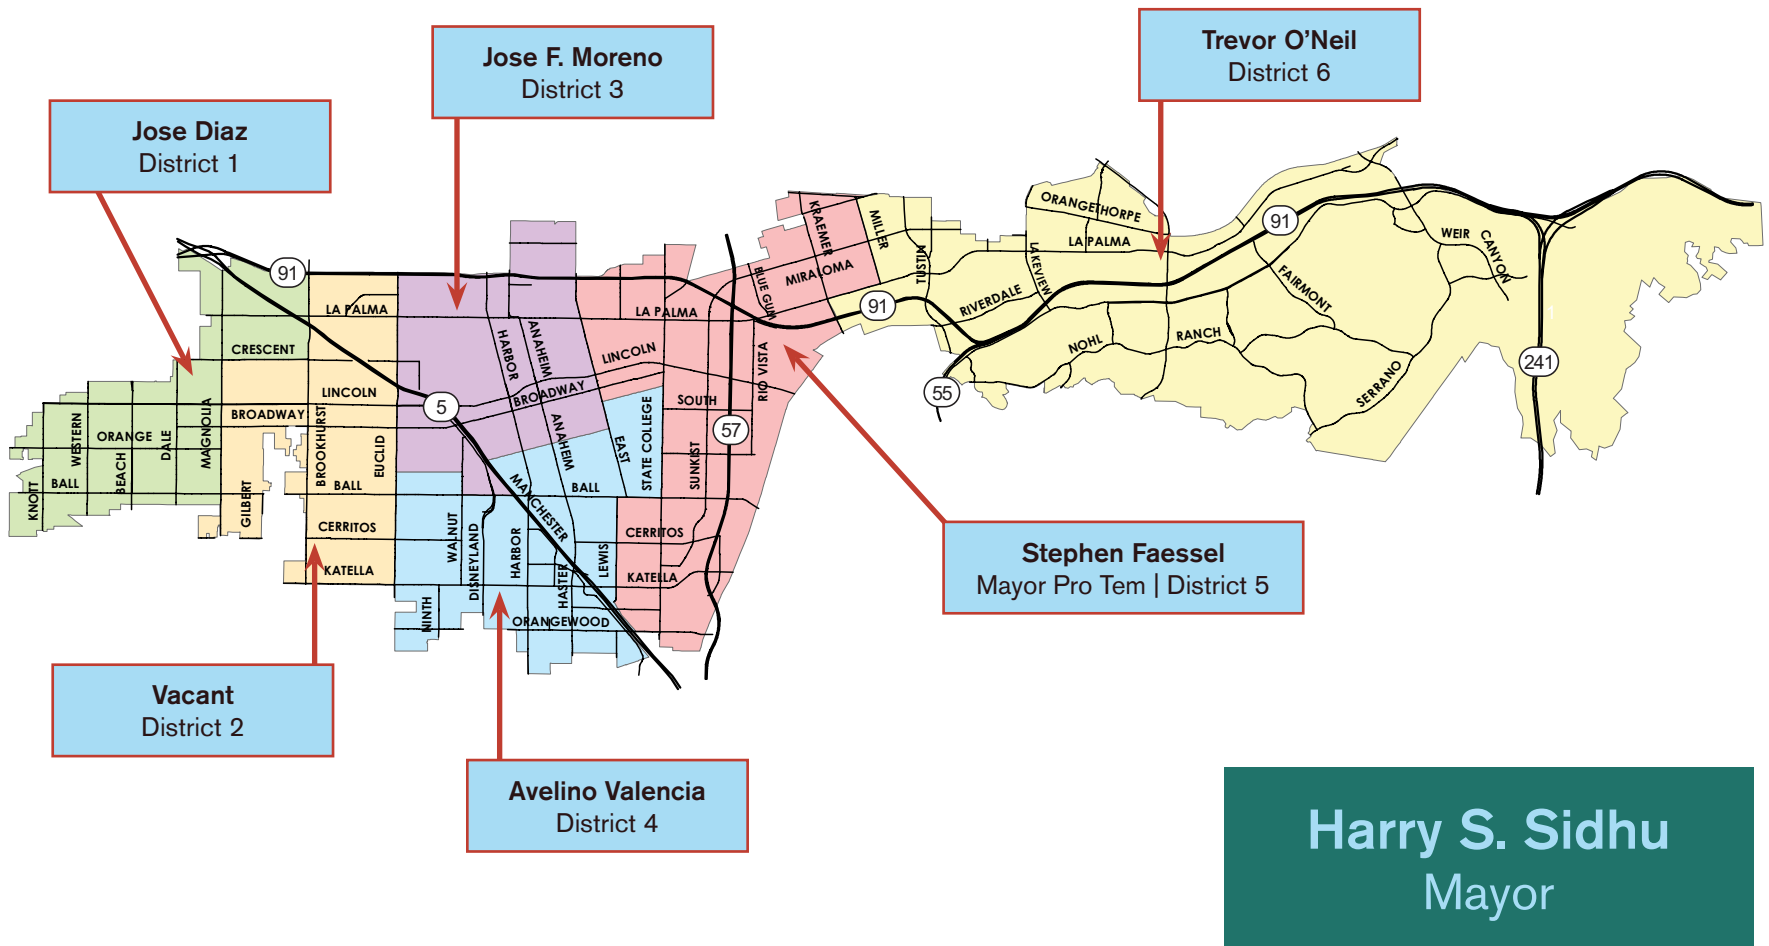 Trevor O'Neil
District 6
Jose F. Moreno
District 3
Jose Diaz
District 1
91
91
91
5
57
55
241
LA PALMA
CRESCENT
LINCOLN
BROADWAY
ORANGE
BALL
BALL
BALL
CERRITOS
KATELLA
KNOTT
WESTERN
BEACH
DALE
MAGNOLIA
GILBERT
BROOKHURST
EUCLID
WALNUT
DISNEYLAND
NINTH
HARBOR
ANAHEIM
HARBOR
ANAHEIM
BROADWAY
LINCOLN
LA PALMA
MANCHESTER
HASTER
LEWIS
ORANGEWOOD
EAST
STATE COLLEGE
SOUTH
SUNKIST
RIO VISTA
CERRITOS
KATELLA
BLUE GUM
KRAEMER
MIRALOMA
MILLER
TUSTIN
LAKEVIEW
ORANGETHORPE
LA PALMA
RIVERDALE
NOHL
RANCH
FAIRMONT
SERRANO
WEIR
CANYON
Stephen Faessel
Mayor Pro Tem | District 5
Vacant
District 2
Avelino Valencia
District 4
Harry S. Sidhu
Mayor